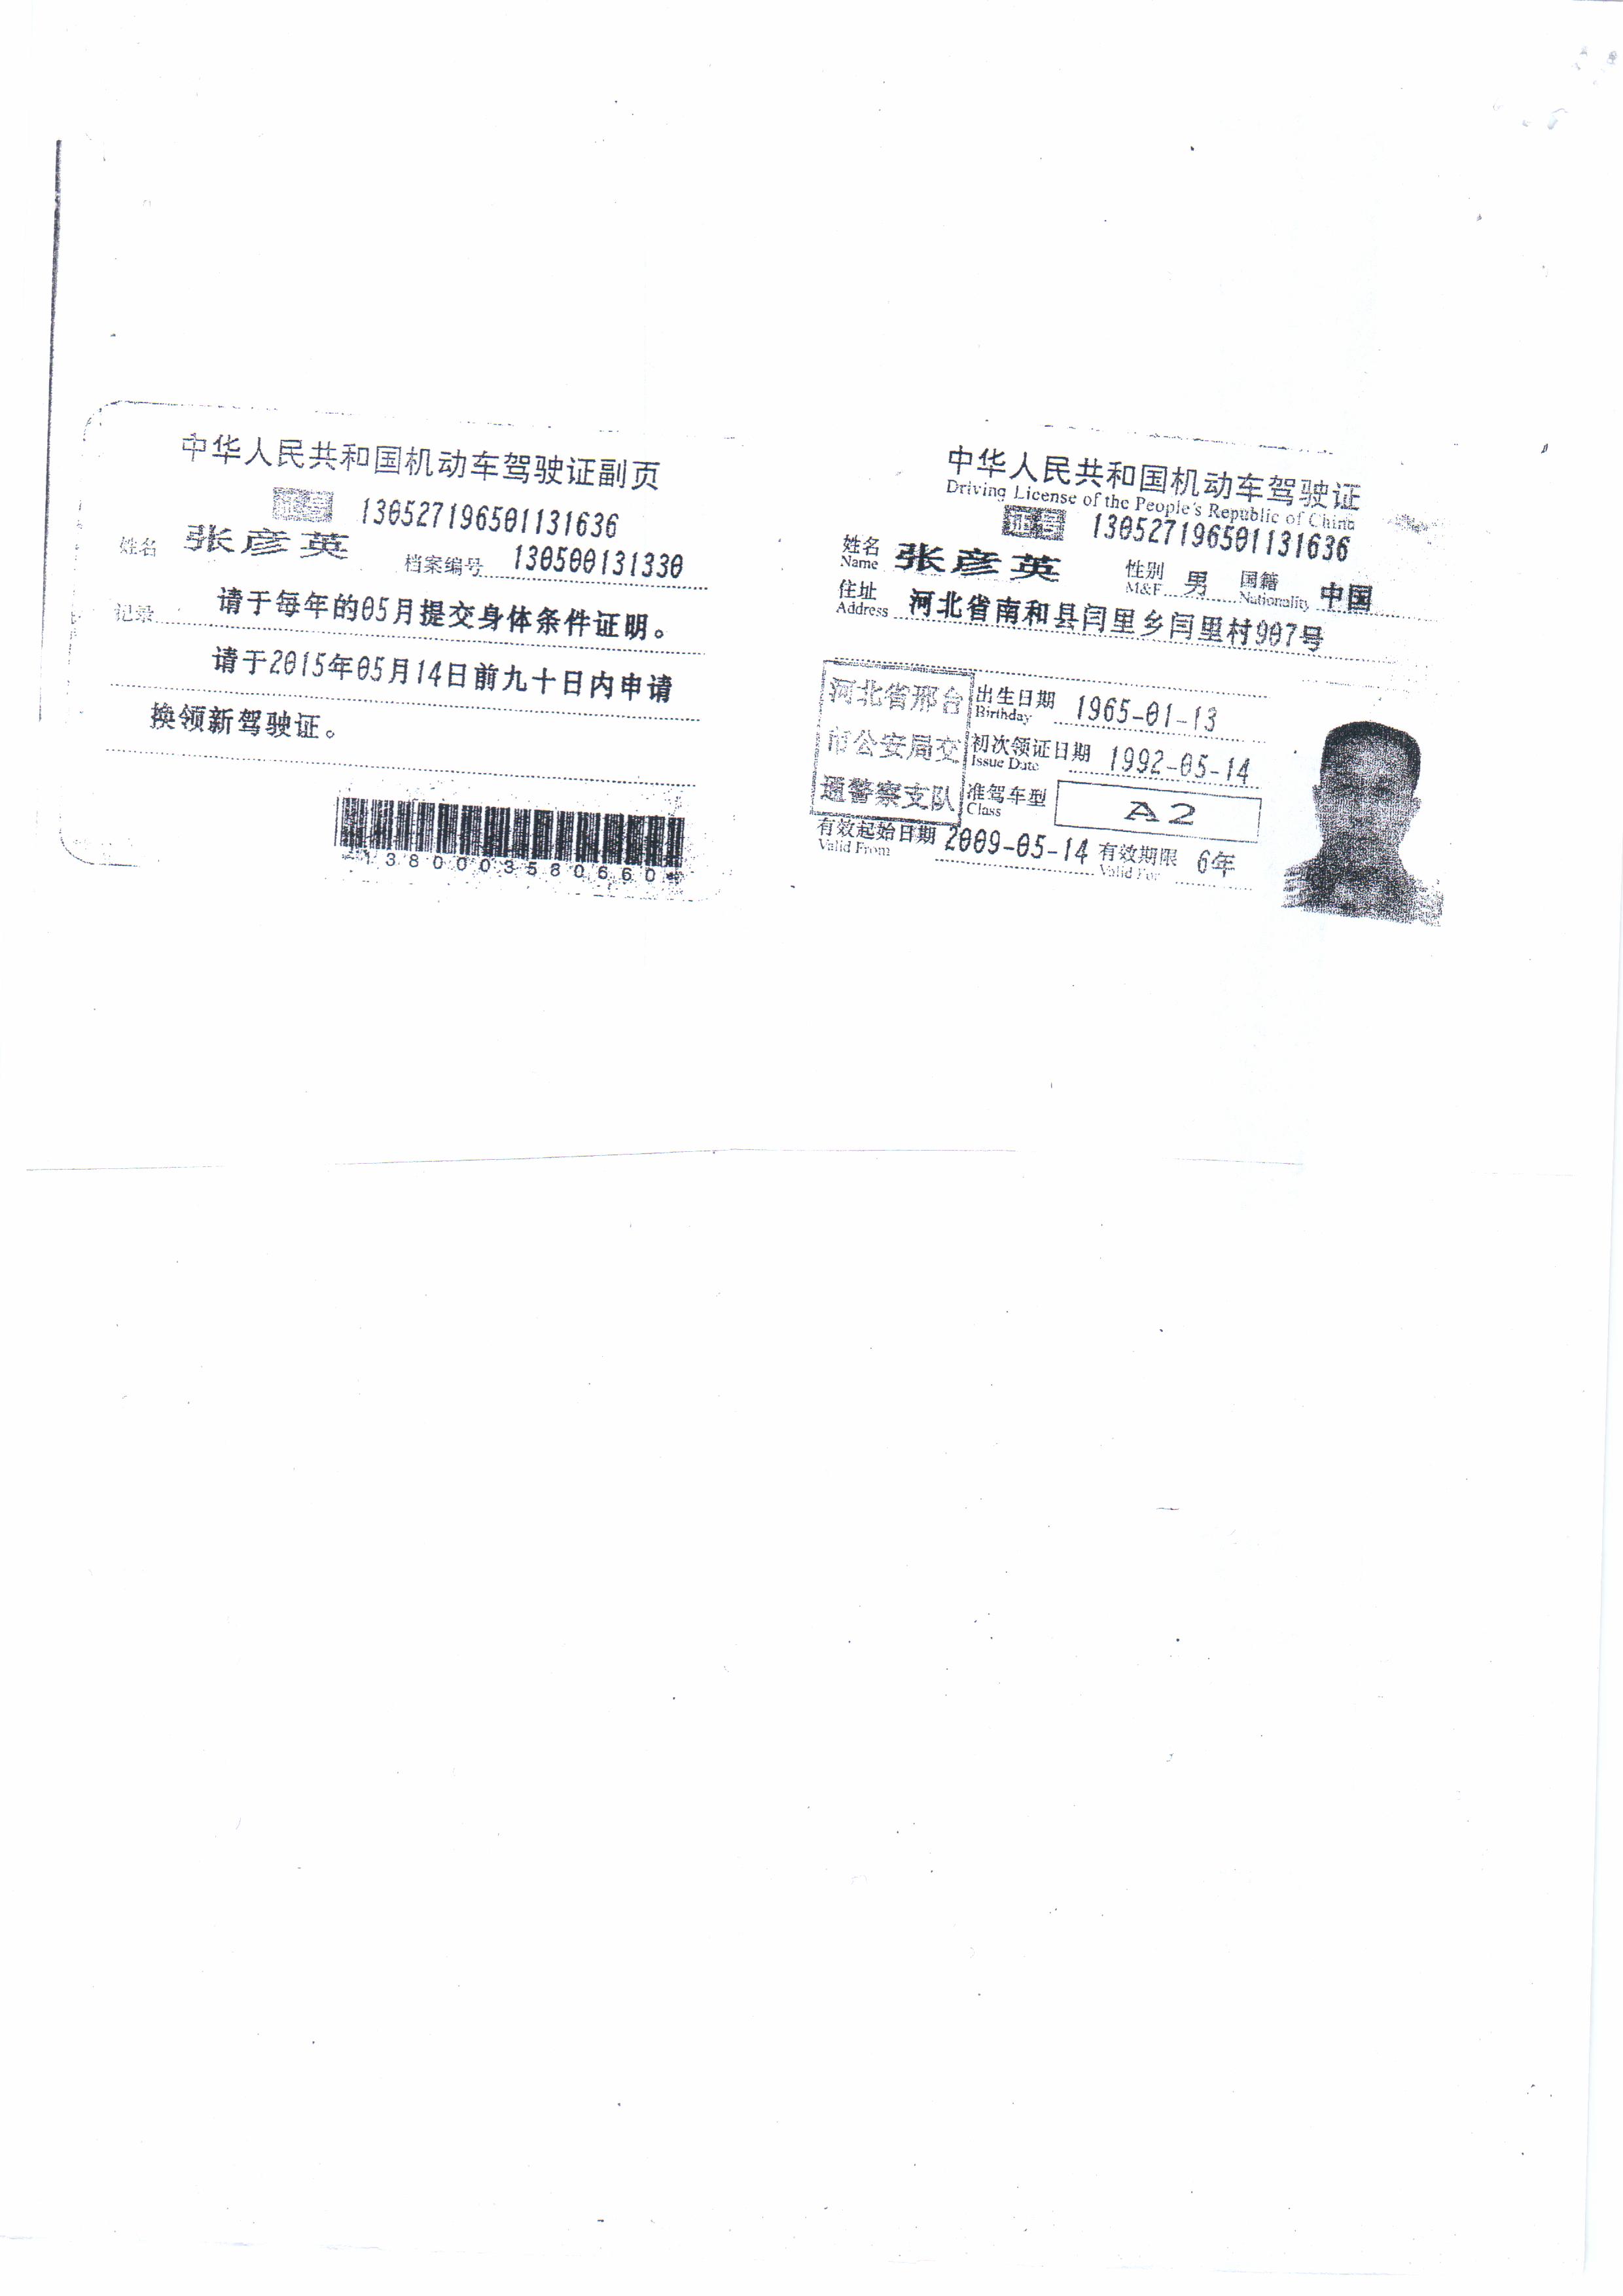 中华人民共和国机动车驾驶证副页
证号 130527196501131636
姓名 张彦英 档案编号 130500131330
记录 请于每年的05月提交身体条件证明。
请于2015年05月14日前九十日内申请
换领新驾驶证。
1380003580660
中华人民共和国机动车驾驶证
Driving License of the People's Republic of China
证号 130527196501131636
姓名 张彦英 性别 男 国籍 中国
Name M&F Nationality
住址 河北省南和县闫里乡闫里村907号
Address
河北省邢台
市公安局交
通警察支队
出生日期 1965-01-13
Birthday
初次领证日期 1992-05-14
Issue Date
准驾车型 A2
Class
有效起始日期 2009-05-14 有效期限 6年
Valid From Valid For